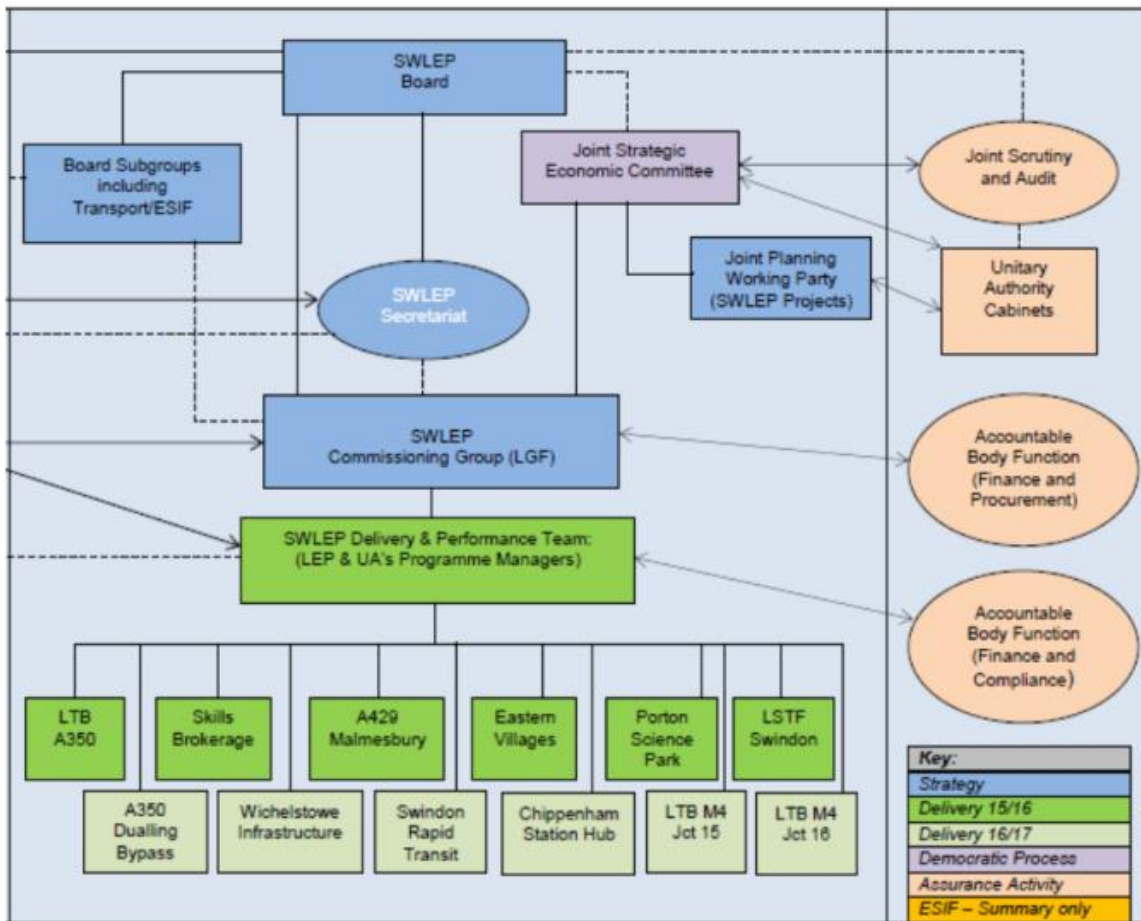 SWLEP
Board
Board Subgroups
including
Transport/ESIF
Joint Strategic
Economic Committee
Joint Scrutiny
and Audit
Joint Planning
Working Party
(SWLEP Projects)
Unitary
Authority
Cabinets
SWLEP
Secretariat
SWLEP
Commissioning Group (LGF)
Accountable
Body Function
(Finance and
Procurement)
SWLEP Delivery & Performance Team:
(LEP & UA's Programme Managers)
Accountable
Body Function
(Finance and
Compliance)
LTB
A350
Skills
Brokerage
A429
Malmesbury
Eastern
Villages
Porton
Science
Park
LSTF
Swindon
A350
Dualling
Bypass
Wichelstowe
Infrastructure
Swindon
Rapid
Transit
Chippenham
Station Hub
LTB M4
Jct 15
LTB M4
Jct 16
Key:
Strategy
Delivery 15/16
Delivery 16/17
Democratic Process
Assurance Activity
ESIF – Summary only